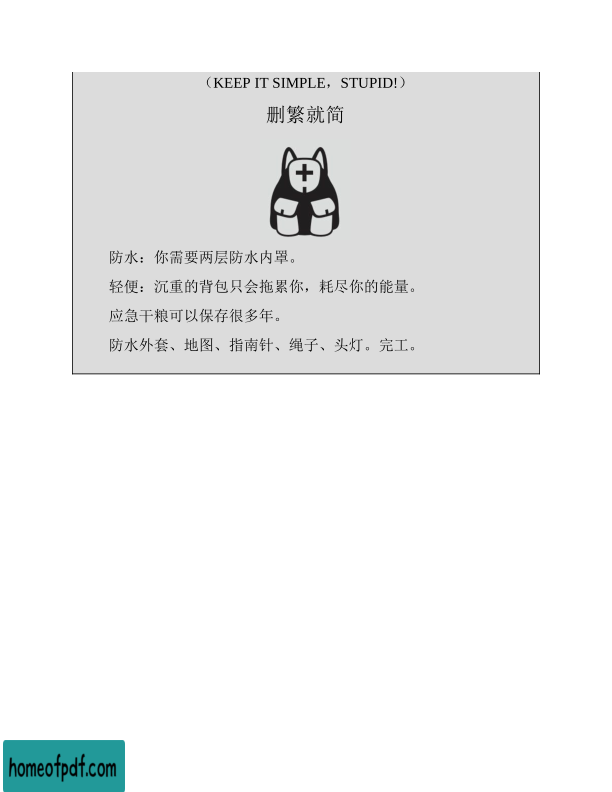 （KEEP IT SIMPLE，STUPID!）
删繁就简
防水：你需要两层防水内罩。
轻便：沉重的背包只会拖累你，耗尽你的能量。
应急干粮可以保存很多年。
防水外套、地图、指南针、绳子、头灯。完工。
homeofpdf.com